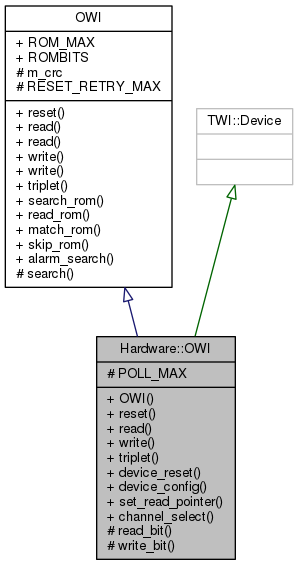 OWI
+ ROM_MAX
+ ROMBITS
# m_crc
# RESET_RETRY_MAX
+ reset()
+ read()
+ read()
+ write()
+ write()
+ triplet()
+ search_rom()
+ read_rom()
+ match_rom()
+ skip_rom()
+ alarm_search()
# search()
TWI::Device
Hardware::OWI
# POLL_MAX
+ OWI()
+ reset()
+ read()
+ write()
+ triplet()
+ device_reset()
+ device_config()
+ set_read_pointer()
+ channel_select()
# read_bit()
# write_bit()